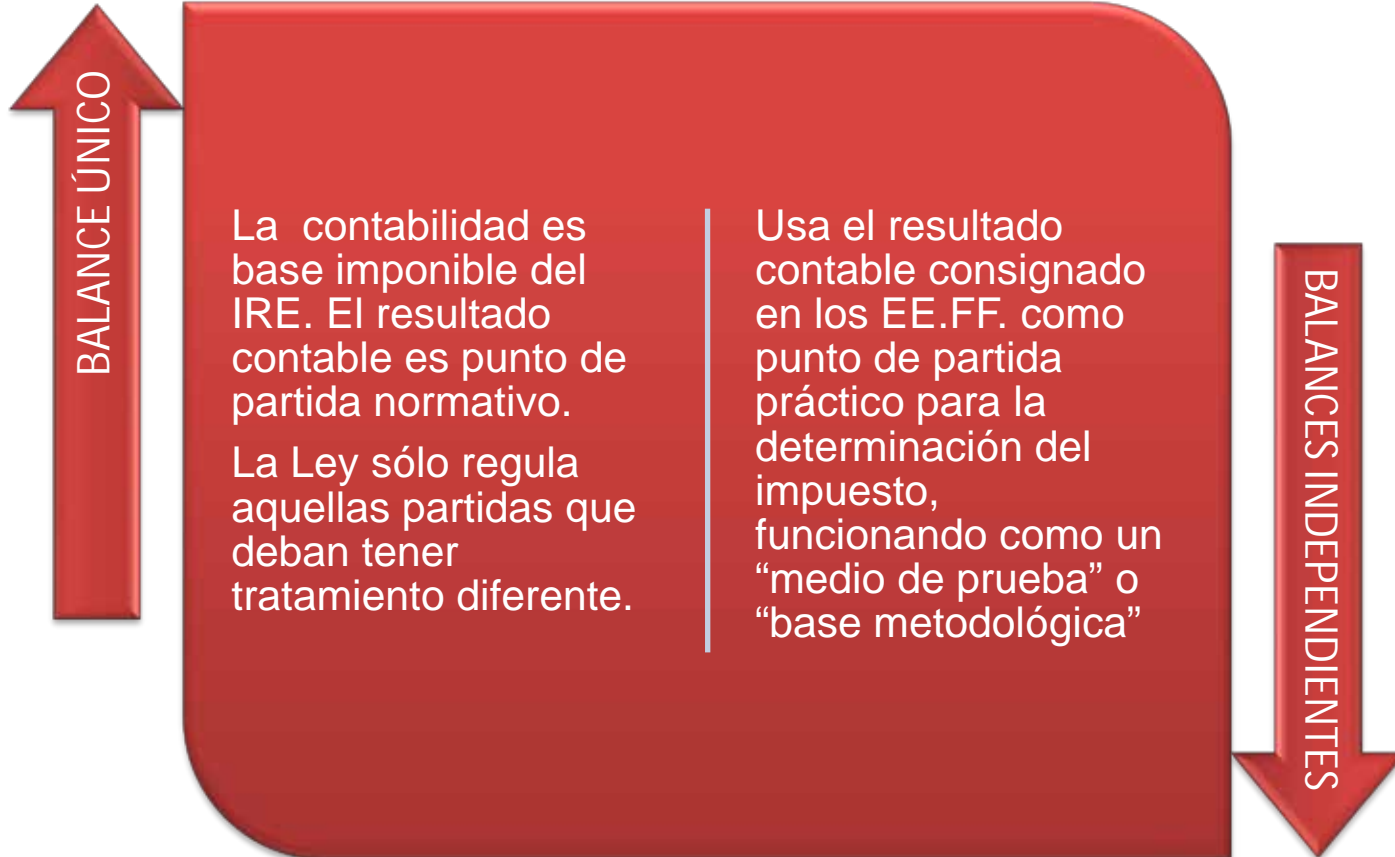 BALANCE ÚNICO
La contabilidad es
base imponible del
IRE. El resultado
contable es punto de
partida normativo.
La Ley sólo regula
aquellas partidas que
deban tener
tratamiento diferente.
Usa el resultado
contable consignado
en los EE.FF. como
punto de partida
práctico para la
determinación del
impuesto,
funcionando como un
“medio de prueba” o
“base metodológica”
BALANCES INDEPENDIENTES